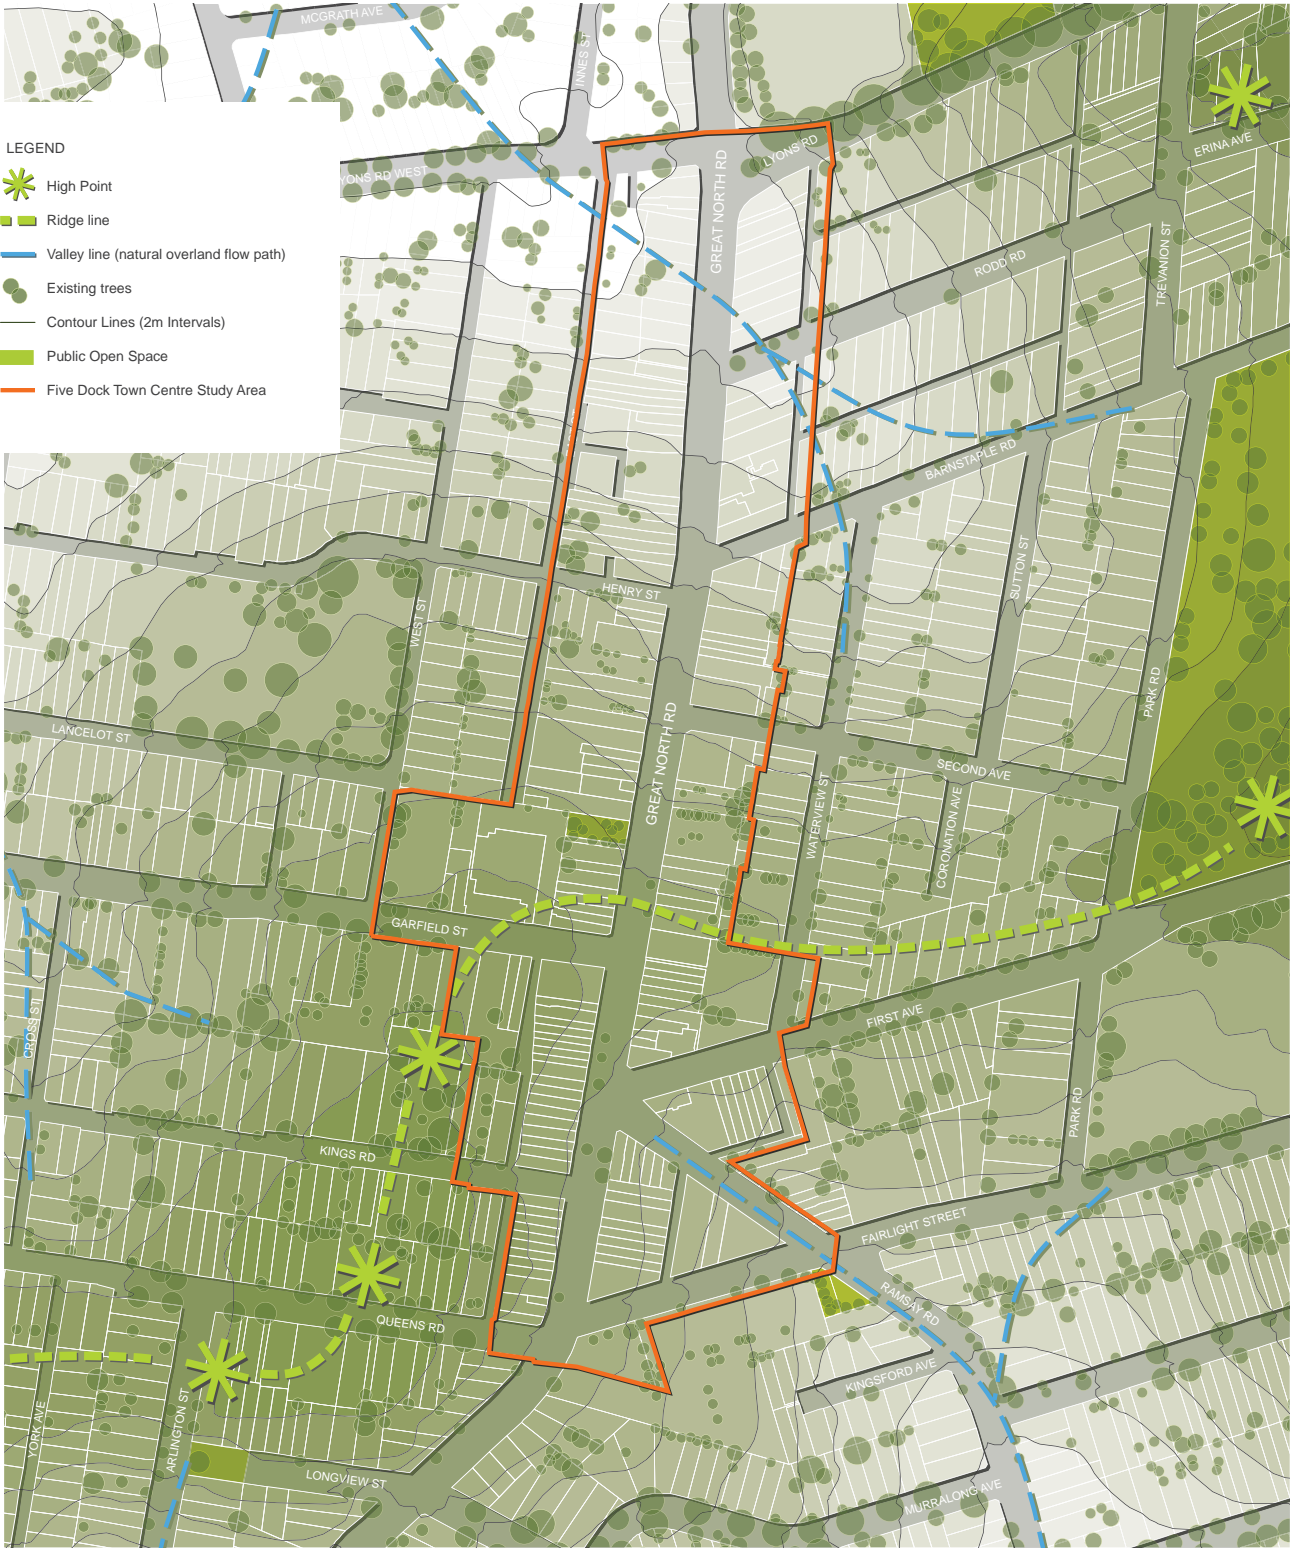 MCGRATH AVE
INNES ST
LYONS RD
ERINA AVE
LEGEND
High Point
Ridge line
Valley line (natural overland flow path)
Existing trees
Contour Lines (2m Intervals)
Public Open Space
Five Dock Town Centre Study Area
YONS RD WEST
GREAT NORTH RD
RODD RD
TREVANION ST
BARNSTAPLE RD
SUTTON ST
HENRY ST
WEST ST
PARK RD
LANCELOT ST
GREAT NORTH RD
SECOND AVE
WATERVIEW ST
CORONATION AVE
GARFIELD ST
CROSS ST
FIRST AVE
PARK RD
KINGS RD
FAIRLIGHT STREET
RAMSAY RD
QUEENS RD
KINGSFORD AVE
YORK AVE
ARLINGTON ST
LONGVIEW ST
MURRALONG AVE